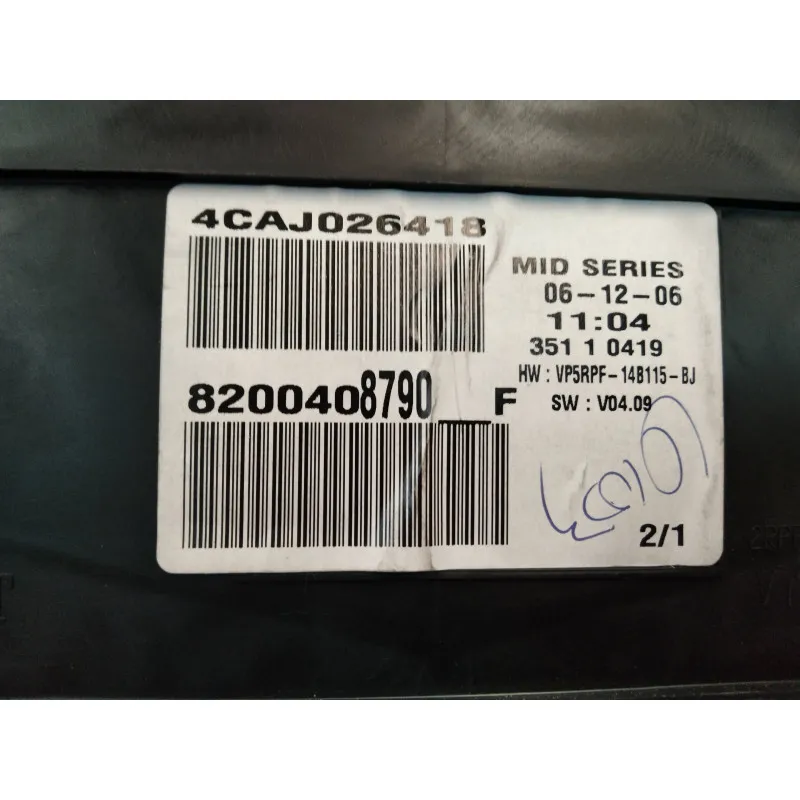 4CAJ026418
MID SERIES
06-12-06
11:04
351 1 0419
HW : VP5RPF-14B115-BJ
8200408790__F
SW : V04.09
2/1